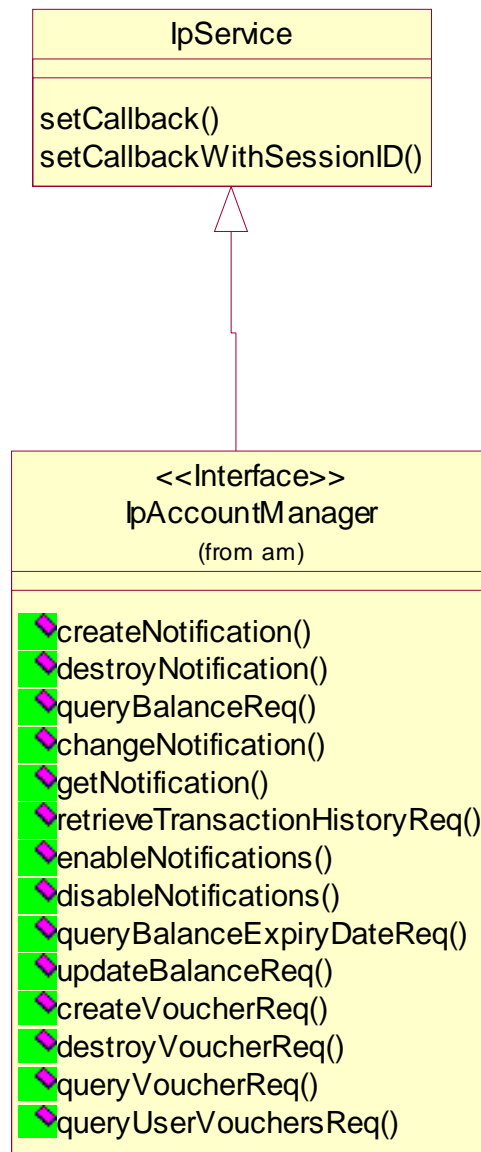 IpService
setCallback()
setCallbackWithSessionID()
<<Interface>>
IpAccountManager
(from am)
createNotification()
destroyNotification()
queryBalanceReq()
changeNotification()
getNotification()
retrieveTransactionHistoryReq()
enableNotifications()
disableNotifications()
queryBalanceExpiryDateReq()
updateBalanceReq()
createVoucherReq()
destroyVoucherReq()
queryVoucherReq()
queryUserVouchersReq()